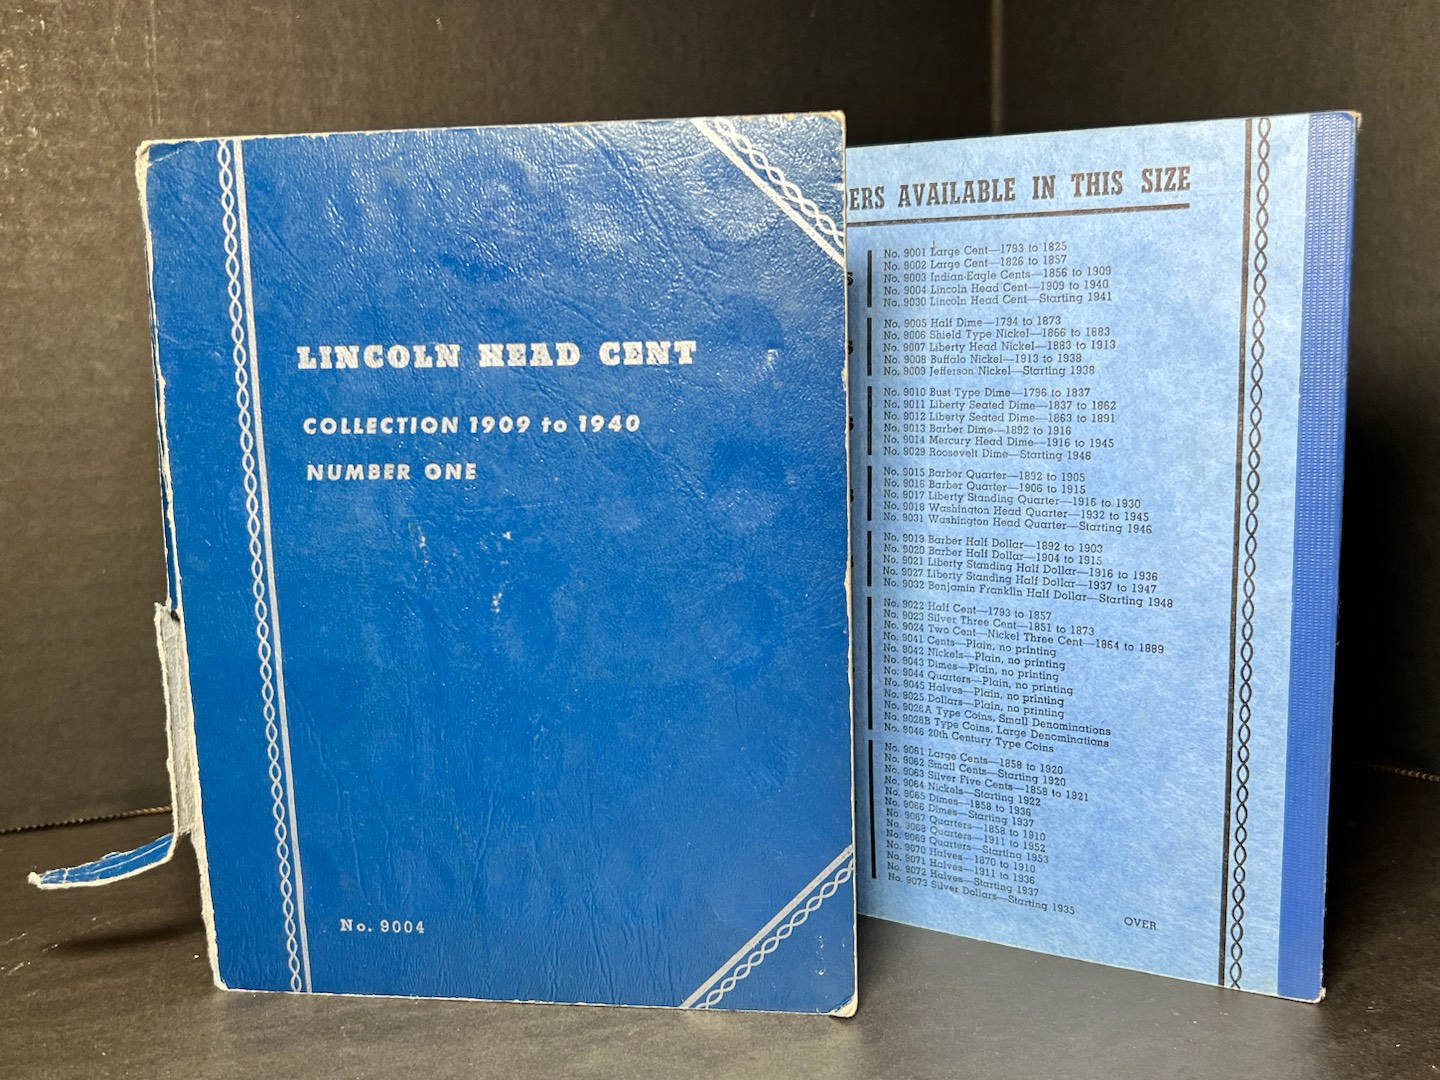 LINCOLN HEAD CENT
COLLECTION 1909 to 1940
NUMBER ONE
No. 9004
AVAILABLE IN THIS SIZE
No. 9001 Large Cent—1793 to 1825
No. 9002 Large Cent—1826 to 1857
No. 9003 Indian-Eagle Cents—1856 to 1909
No. 9004 Lincoln Head Cent—1909 to 1940
No. 9030 Lincoln Head Cent—Starting 1941
No. 9005 Half Dime—1794 to 1873
No. 9006 Shield Type Nickel—1866 to 1883
No. 9007 Liberty Head Nickel—1883 to 1913
No. 9008 Buffalo Nickel—1913 to 1938
No. 9009 Jefferson Nickel—Starting 1938
No. 9010 Bust Type Dime—1796 to 1837
No. 9011 Liberty Seated Dime—1837 to 1862
No. 9012 Liberty Seated Dime—1863 to 1891
No. 9013 Barber Dime—1892 to 1916
No. 9014 Mercury Head Dime—1916 to 1945
No. 9029 Roosevelt Dime—Starting 1946
No. 9015 Barber Quarter—1892 to 1905
No. 9016 Barber Quarter—1906 to 1915
No. 9017 Liberty Standing Quarter—1916 to 1930
No. 9018 Washington Head Quarter—1932 to 1945
No. 9031 Washington Head Quarter—Starting 1946
No. 9019 Barber Half Dollar—1892 to 1903
No. 9020 Barber Half Dollar—1904 to 1915
No. 9021 Liberty Standing Half Dollar—1916 to 1936
No. 9027 Liberty Standing Half Dollar—1937 to 1947
No. 9032 Benjamin Franklin Half Dollar—Starting 1948
No. 9022 Half Cent—1793 to 1857
No. 9023 Silver Three Cent—1851 to 1873
No. 9024 Two Cent—Nickel Three Cent—1864 to 1889
No. 9041 Cents—Plain, no printing
No. 9042 Nickels—Plain, no printing
No. 9043 Dimes—Plain, no printing
No. 9044 Quarters—Plain, no printing
No. 9045 Halves—Plain, no printing
No. 9025 Dollars—Plain, no printing
No. 9026A Type Coins, Small Denominations
No. 9026B Type Coins, Large Denominations
No. 9046 20th Century Type Coins
No. 9061 Large Cents—1858 to 1920
No. 9062 Small Cents—Starting 1920
No. 9063 Silver Five Cents—1858 to 1921
No. 9064 Nickels—Starting 1922
No. 9065 Dimes—1858 to 1936
No. 9066 Dimes—Starting 1937
No. 9067 Quarters—1858 to 1910
No. 9068 Quarters—1911 to 1952
No. 9069 Quarters—Starting 1953
No. 9070 Halves—1870 to 1910
No. 9071 Halves—1911 to 1936
No. 9072 Halves—Starting 1937
No. 9073 Silver Dollars—Starting 1935
OVER